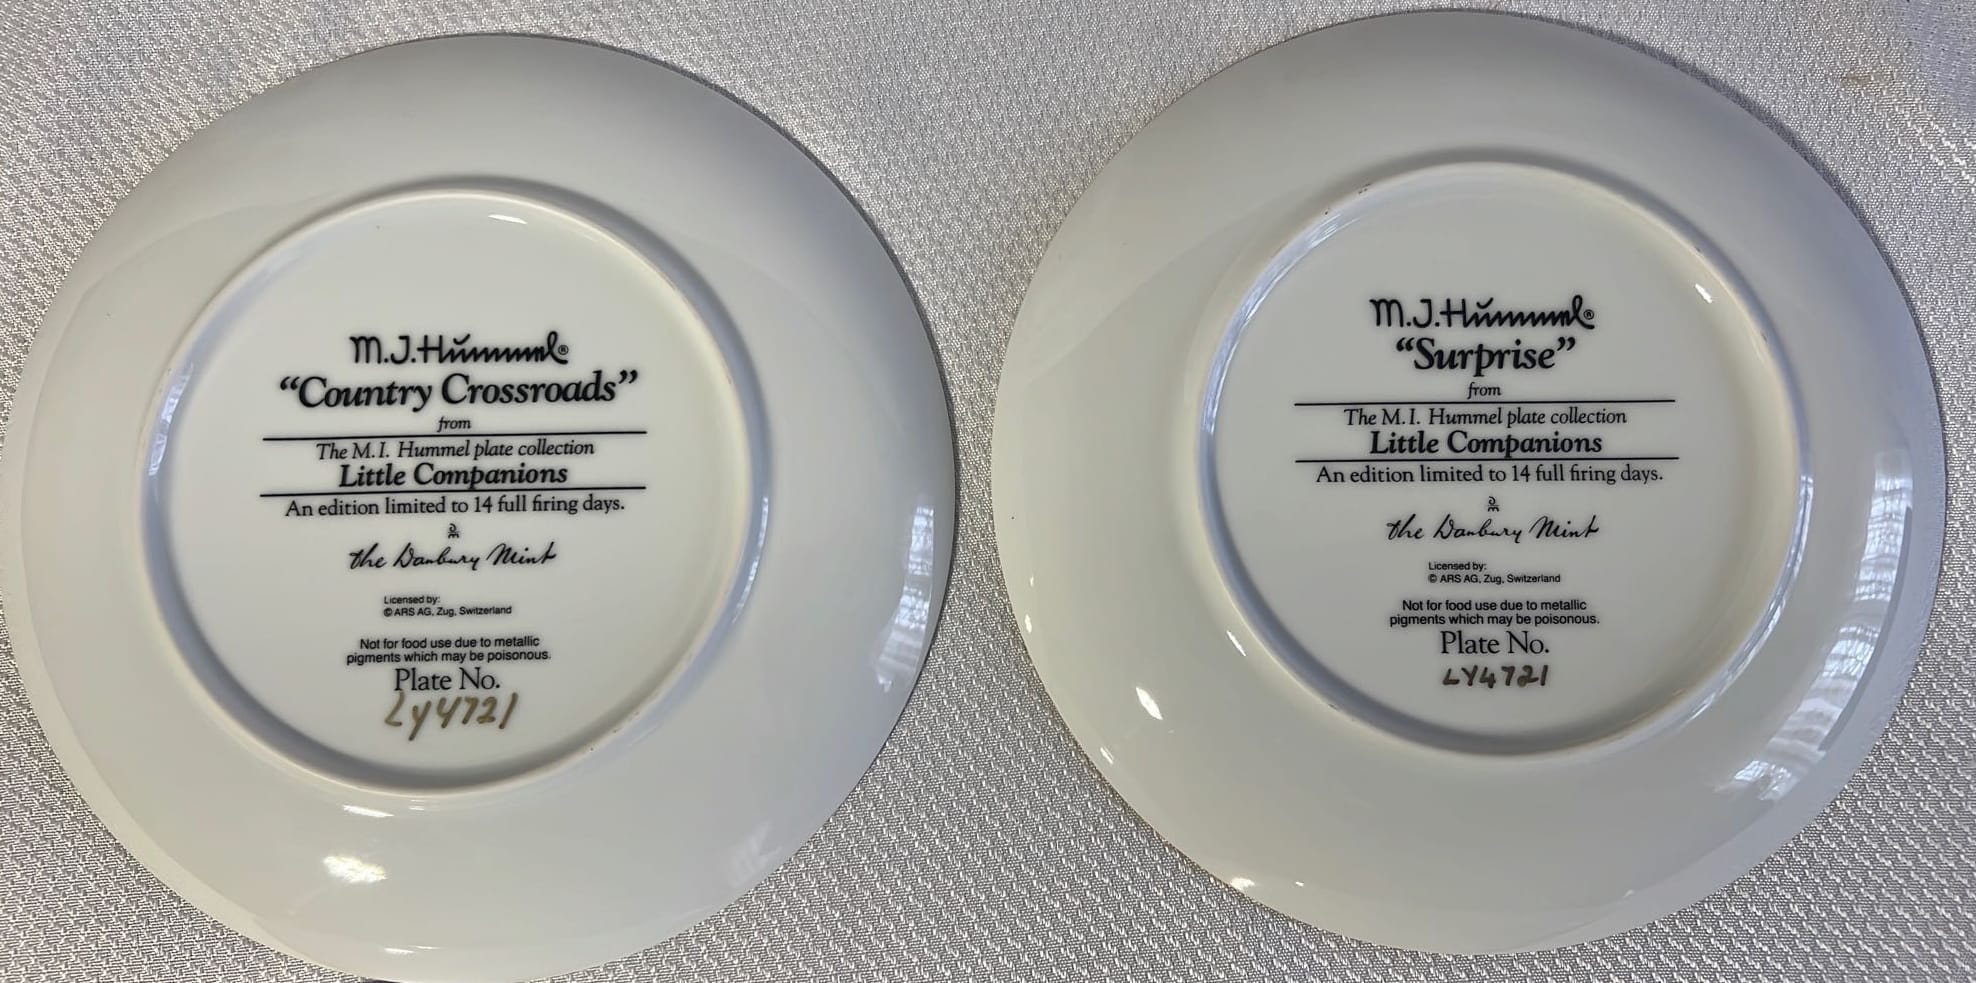 M.J.Hummel®
“Country Crossroads”
from
The M.I. Hummel plate collection
Little Companions
An edition limited to 14 full firing days.
DM
the Danbury Mint
Licensed by:
© ARS AG, Zug, Switzerland
Not for food use due to metallic
pigments which may be poisonous.
Plate No.
LY4721
M.J.Hummel®
“Surprise”
from
The M.I. Hummel plate collection
Little Companions
An edition limited to 14 full firing days.
DM
the Danbury Mint
Licensed by:
© ARS AG, Zug, Switzerland
Not for food use due to metallic
pigments which may be poisonous.
Plate No.
LY4721